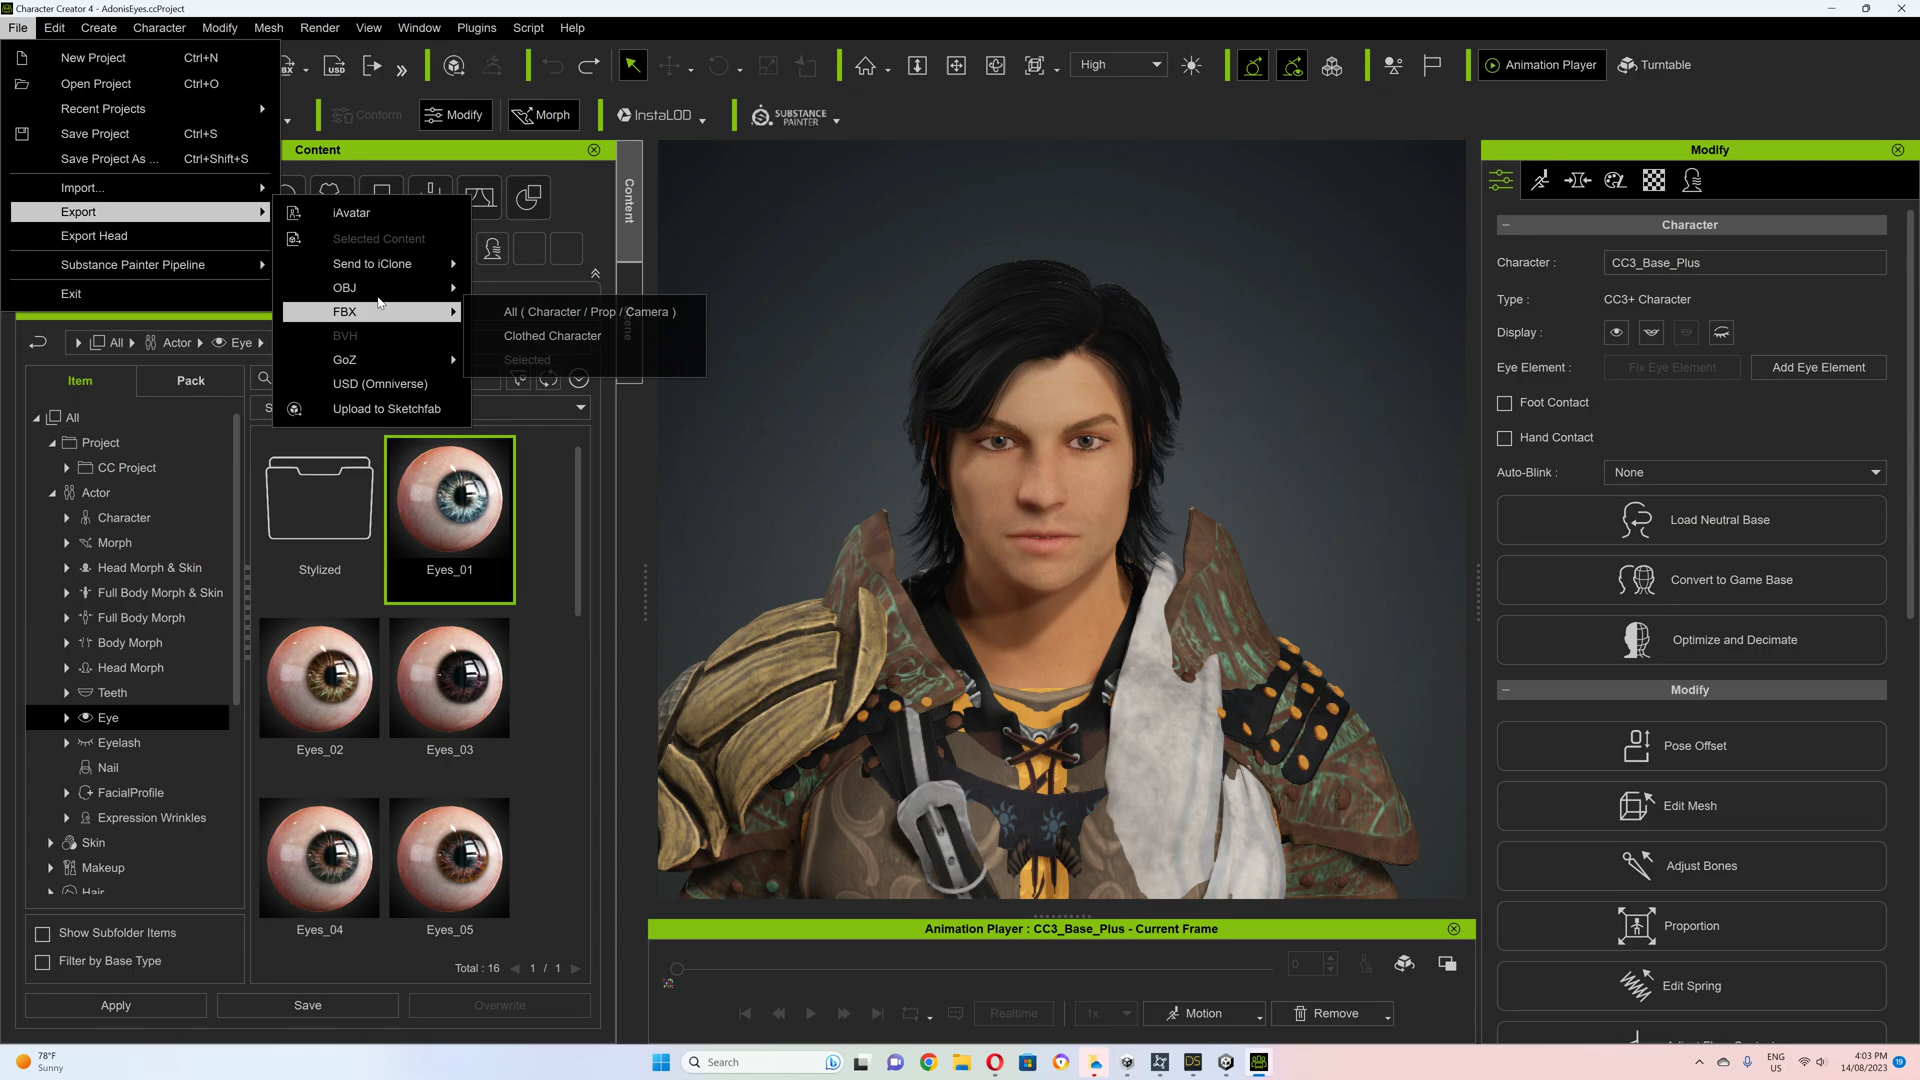 Character Creator 4 - AdonisEyes.ccProject
File Edit Create Character Modify Mesh Render View Window Plugins Script Help
New Project Ctrl+N
Open Project Ctrl+O
Recent Projects
Save Project Ctrl+S
Save Project As ... Ctrl+Shift+S
Import...
Export
Export Head
Substance Painter Pipeline
Exit
USD
High
Animation Player
Turntable
Conform
Modify
Morph
InstaLOD
SUBSTANCE
PAINTER
Content
Content
iAvatar
Selected Content
Send to iClone
OBJ
FBX
BVH
GoZ
USD (Omniverse)
Upload to Sketchfab
All ( Character / Prop / Camera )
Clothed Character
Selected
All Actor Eye
Item Pack
All
Project
CC Project
Actor
Character
Morph
Head Morph & Skin
Full Body Morph & Skin
Full Body Morph
Body Morph
Head Morph
Teeth
Eye
Eyelash
Nail
FacialProfile
Expression Wrinkles
Skin
Makeup
Hair
Stylized
Eyes_01
Eyes_02
Eyes_03
Eyes_04
Eyes_05
Show Subfolder Items
Filter by Base Type
Total : 16 1 / 1
Apply
Save
Overwrite
Animation Player : CC3_Base_Plus - Current Frame
0
Realtime
1x
Motion
Remove
Modify
Character
Character :
CC3_Base_Plus
Type :
CC3+ Character
Display :
Eye Element :
Fix Eye Element
Add Eye Element
Foot Contact
Hand Contact
Auto-Blink :
None
Load Neutral Base
Convert to Game Base
Optimize and Decimate
Modify
Pose Offset
Edit Mesh
Adjust Bones
Proportion
Edit Spring
78°F
Sunny
Search
DS
ENG
US
4:03 PM
14/08/2023
19